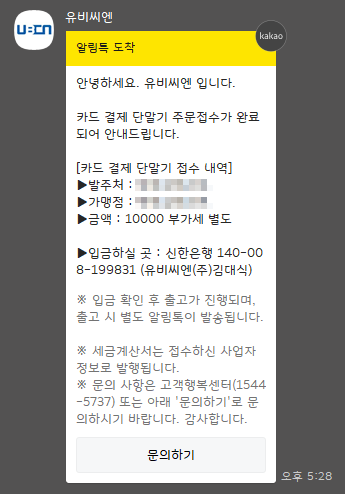 유비씨엔
알림톡 도착
kakao
안녕하세요. 유비씨엔 입니다.
카드 결제 단말기 주문접수가 완료
되어 안내드립니다.
[카드 결제 단말기 접수 내역]
▶발주처 :
▶가맹점 :
▶금액 : 10000 부가세 별도
▶입금하실 곳 : 신한은행 140-00
8-199831 (유비씨엔(주)김대식)
※ 입금 확인 후 출고가 진행되며,
출고 시 별도 알림톡이 발송됩니다.
※ 세금계산서는 접수하신 사업자
정보로 발행됩니다.
※ 문의 사항은 고객행복센터(1544
-5737) 또는 아래 '문의하기'로 문
의하시기 바랍니다. 감사합니다.
문의하기
오후 5:28